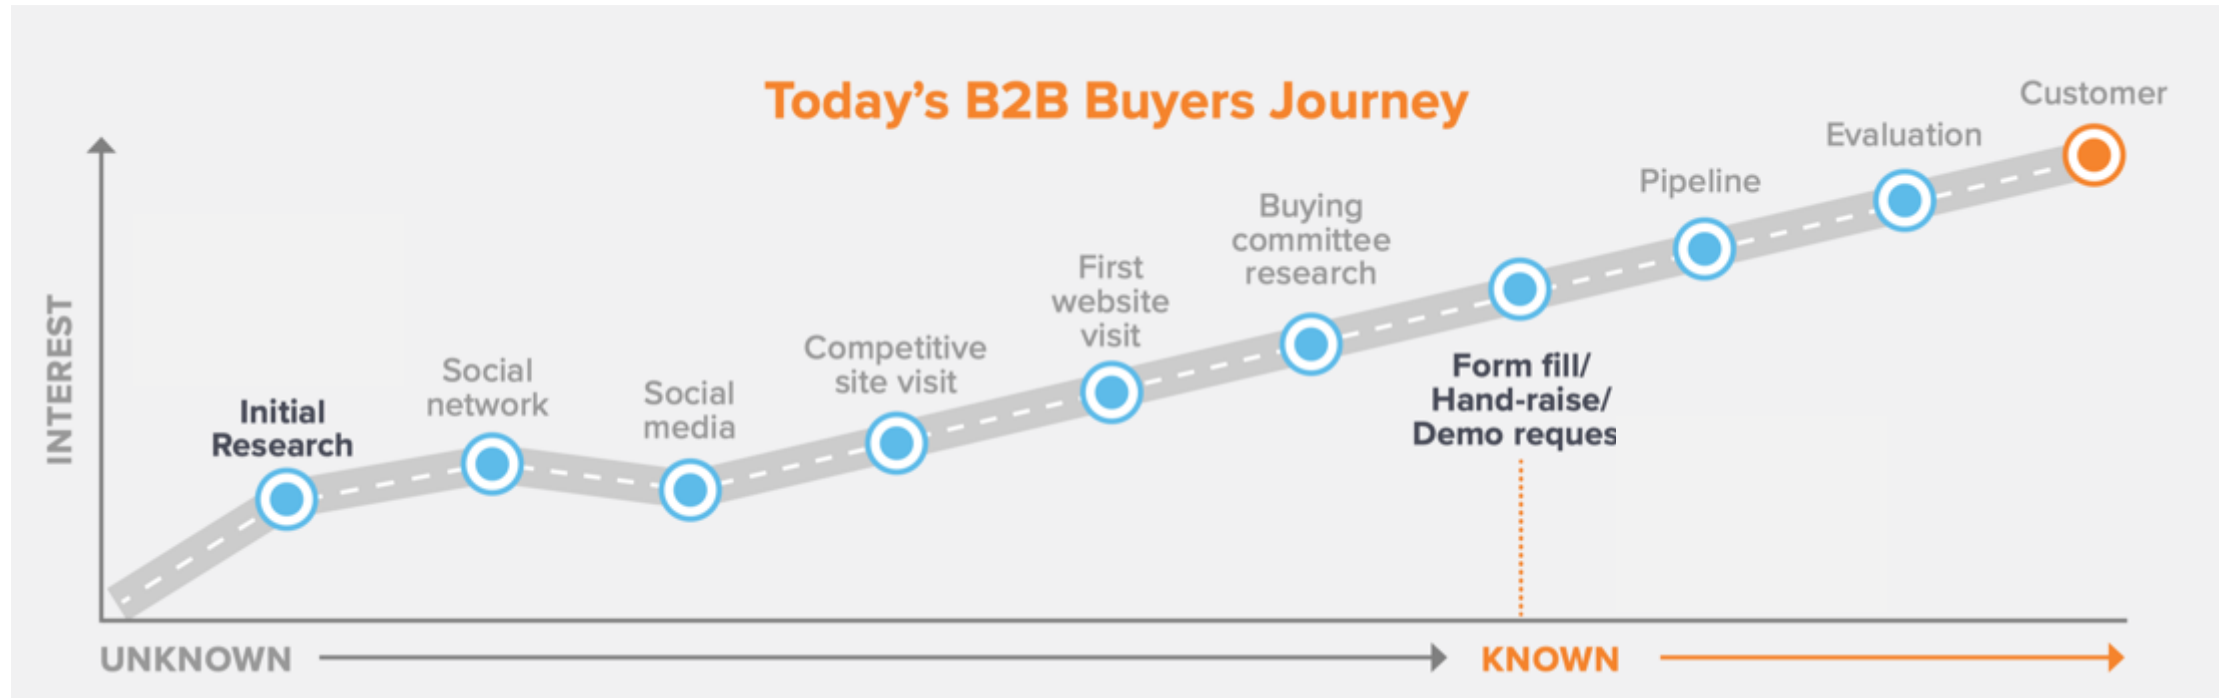 Today's B2B Buyers Journey
INTEREST
Initial
Research
Social
network
Social
media
Competitive
site visit
First
website
visit
Buying
committee
research
Form fill/
Hand-raise/
Demo reques
Pipeline
Evaluation
Customer
UNKNOWN
KNOWN